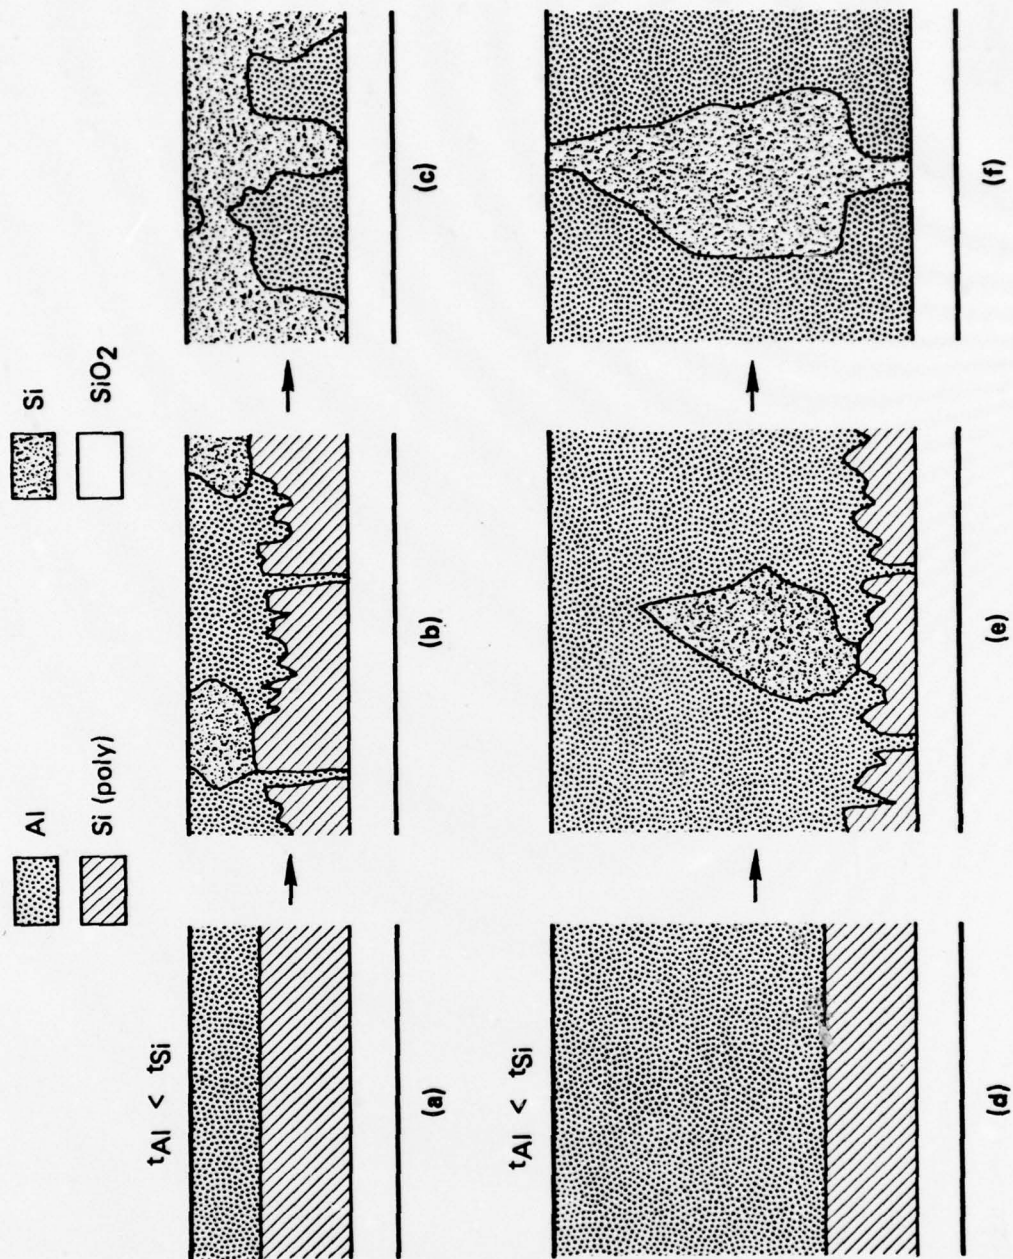 Al
Si
Si (poly)
SiO2
tAl < tSi
(a)
(b)
(c)
tAl < tSi
(d)
(e)
(f)